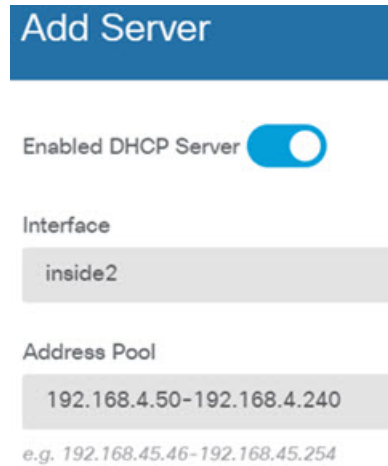 Add Server
Enabled DHCP Server
Interface
inside2
Address Pool
192.168.4.50-192.168.4.240
e.g. 192.168.45.46-192.168.45.254